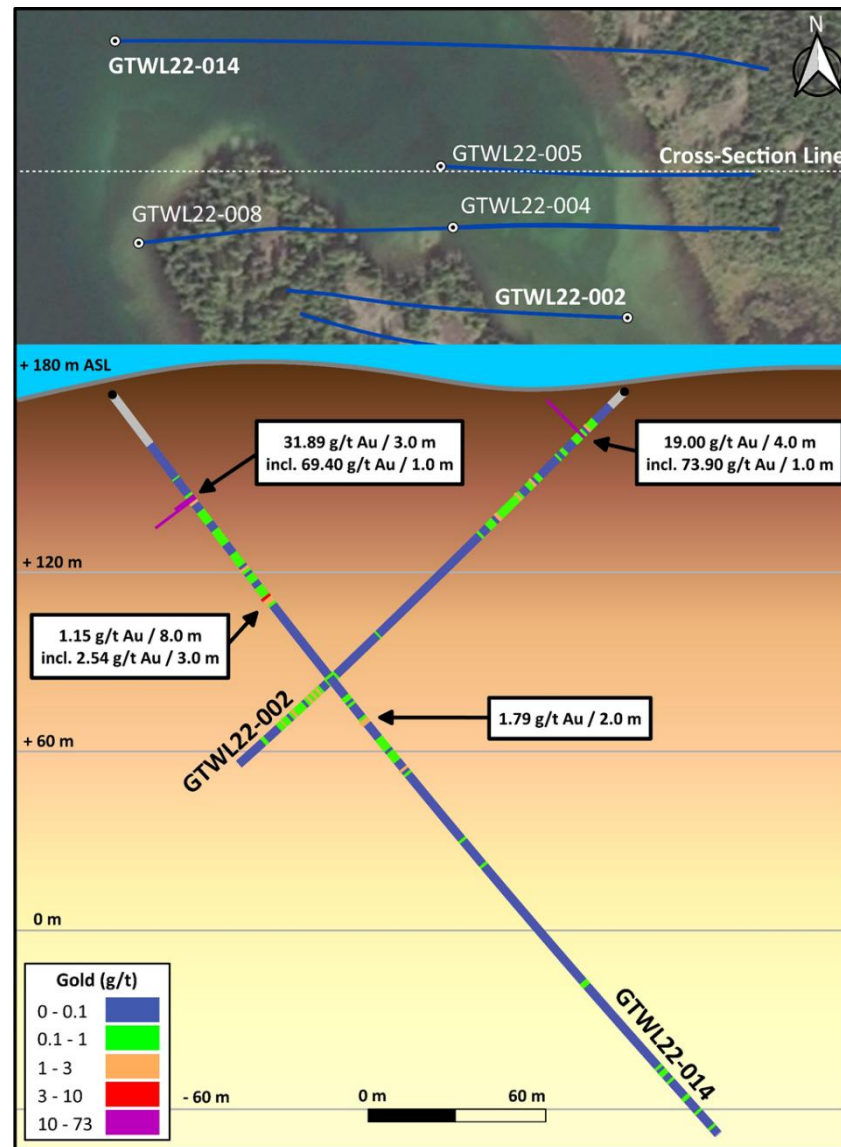 N
GTWL22-014
GTWL22-005
Cross-Section Line
GTWL22-008
GTWL22-004
GTWL22-002
+ 180 m ASL
31.89 g/t Au / 3.0 m
incl. 69.40 g/t Au / 1.0 m
19.00 g/t Au / 4.0 m
incl. 73.90 g/t Au / 1.0 m
+ 120 m
1.15 g/t Au / 8.0 m
incl. 2.54 g/t Au / 3.0 m
GTWL22-002
1.79 g/t Au / 2.0 m
+ 60 m
0 m
Gold (g/t)
0 - 0.1
0.1 - 1
1 - 3
3 - 10
10 - 73
GTWL22-014
- 60 m
0 m
60 m